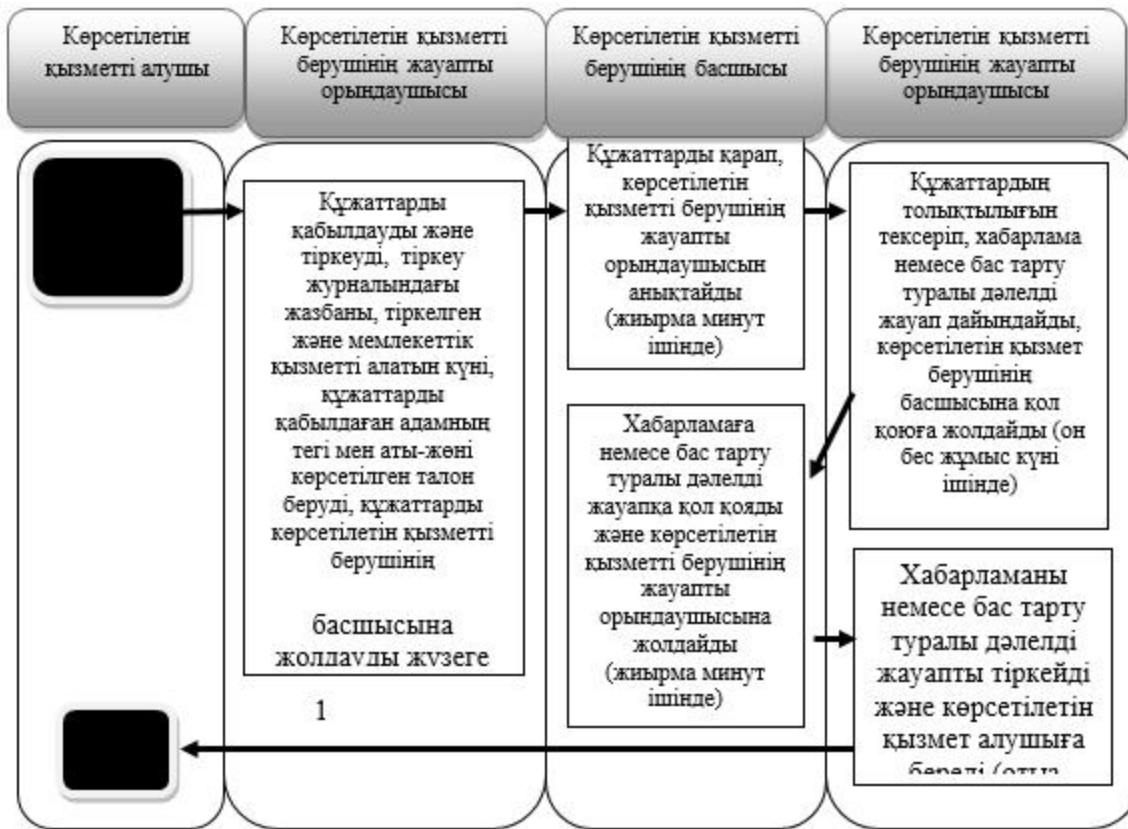 Көрсетілетін
қызметті алушы
Көрсетілетін қызметті
берушінің жауапты
орындаушысы
Көрсетілетін қызметті
берушінің басшысы
Көрсетілетін қызметті
берушінің жауапты
орындаушысы
Құжаттарды
қабылдауды және
тіркеуді, тіркеу
журналындағы
жазбаны, тіркелген
және мемлекеттік
қызметті алатын күні,
құжаттарды
қабылдаған адамның
тегі мен аты-жөні
көрсетілген талон
беруді, құжаттарды
көрсетілетін қызметті
берушінің
басшысына
жолдауды жүзеге
1
Құжаттарды қарап,
көрсетілетін
қызметті берушінің
жауапты
орындаушысын
анықтайды
(жиырма минут
ішінде)
Хабарламаға
немесе бас тарту
туралы дәлелді
жауапқа қол қояды
және көрсетілетін
қызметті берушінің
жауапты
орындаушысына
жолдайды
(жиырма минут
ішінде)
Құжаттардың
толықтылығын
тексеріп, хабарлама
немесе бас тарту
туралы дәлелді
жауап дайындайды,
көрсетілетін қызмет
берушінің
басшысына қол
қоюға жолдайды (он
бес жұмыс күні
ішінде)
Хабарламаны
немесе бас тарту
туралы дәлелді
жауапты тіркейді
және көрсетілетін
қызмет алушыға
береді (отыз